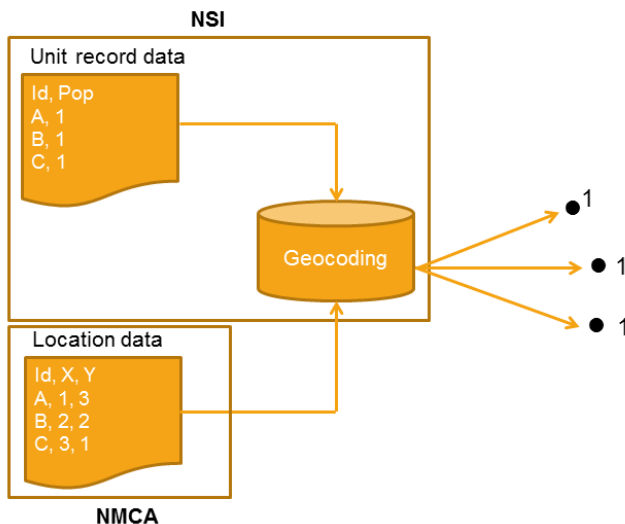 NSI
Unit record data
Id, Pop
A, 1
B, 1
C, 1
Geocoding
1
1
1
Location data
Id, X, Y
A, 1, 3
B, 2, 2
C, 3, 1
NMCA